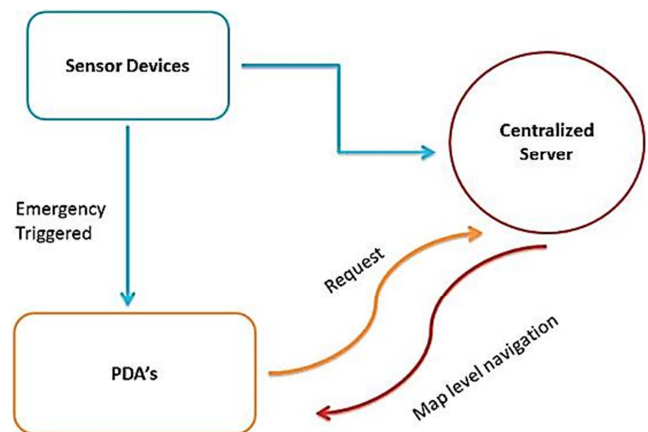 Sensor Devices
Centralized
Server
Emergency
Triggered
Request
Map level navigation
PDA's